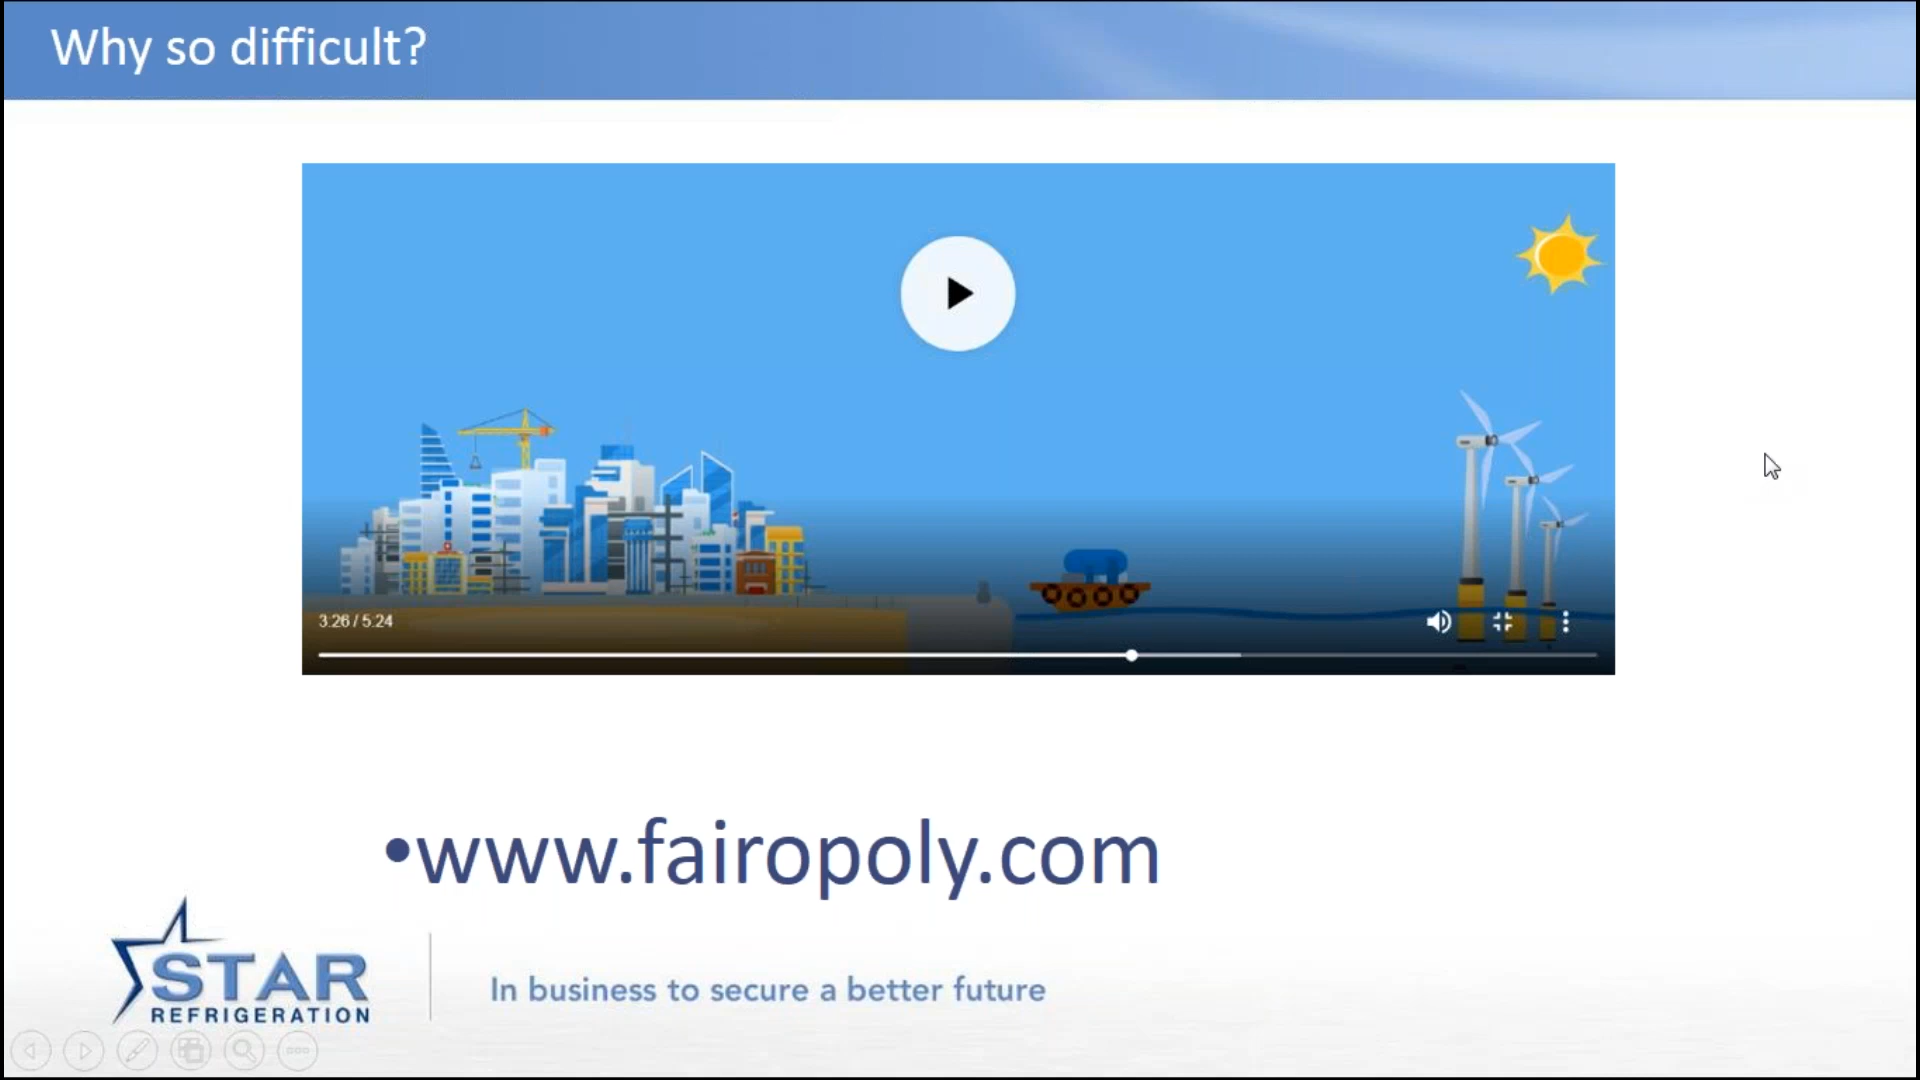 Why so difficult?
3.26 / 5.24
•www.fairopoly.com
STAR
REFRIGERATION
In business to secure a better future